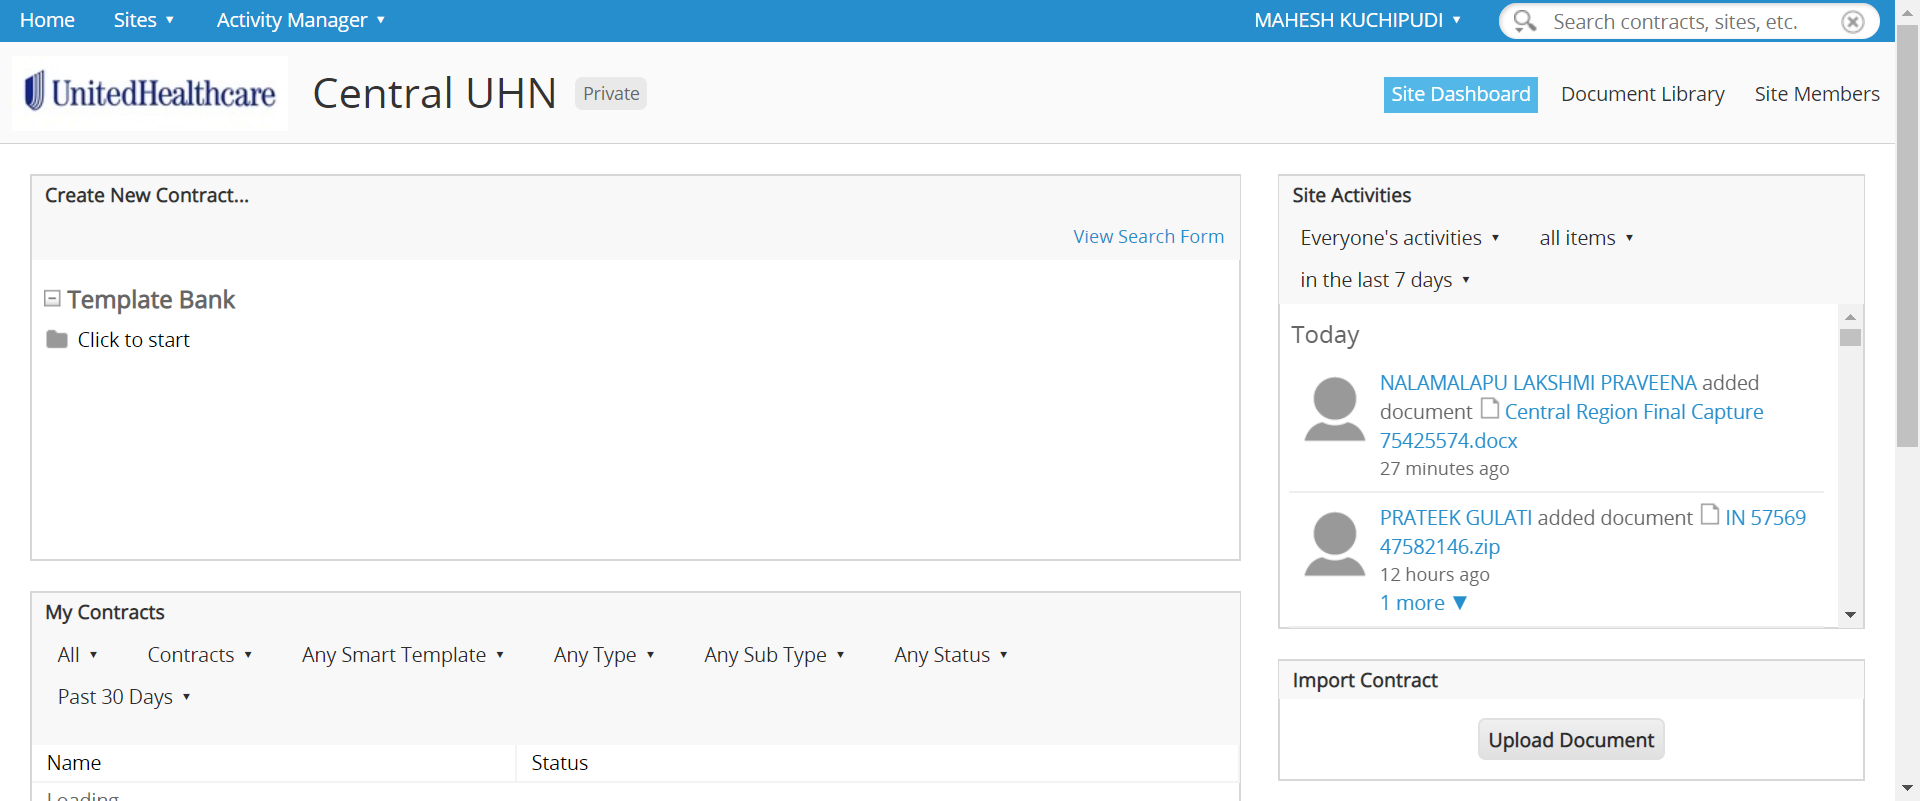 Home Sites Activity Manager MAHESH KUCHIPUDI Search contracts, sites, etc.
UnitedHealthcare Central UHN Private Site Dashboard Document Library Site Members
Create New Contract...
View Search Form
Template Bank
Click to start
My Contracts
All Contracts Any Smart Template Any Type Any Sub Type Any Status
Past 30 Days
Name Status
Loading
Site Activities
Everyone's activities all items
in the last 7 days
Today
NALAMALAPU LAKSHMI PRAVEENA added
document Central Region Final Capture
75425574.docx
27 minutes ago
PRATEEK GULATI added document IN 57569
47582146.zip
12 hours ago
1 more ▼
Import Contract
Upload Document